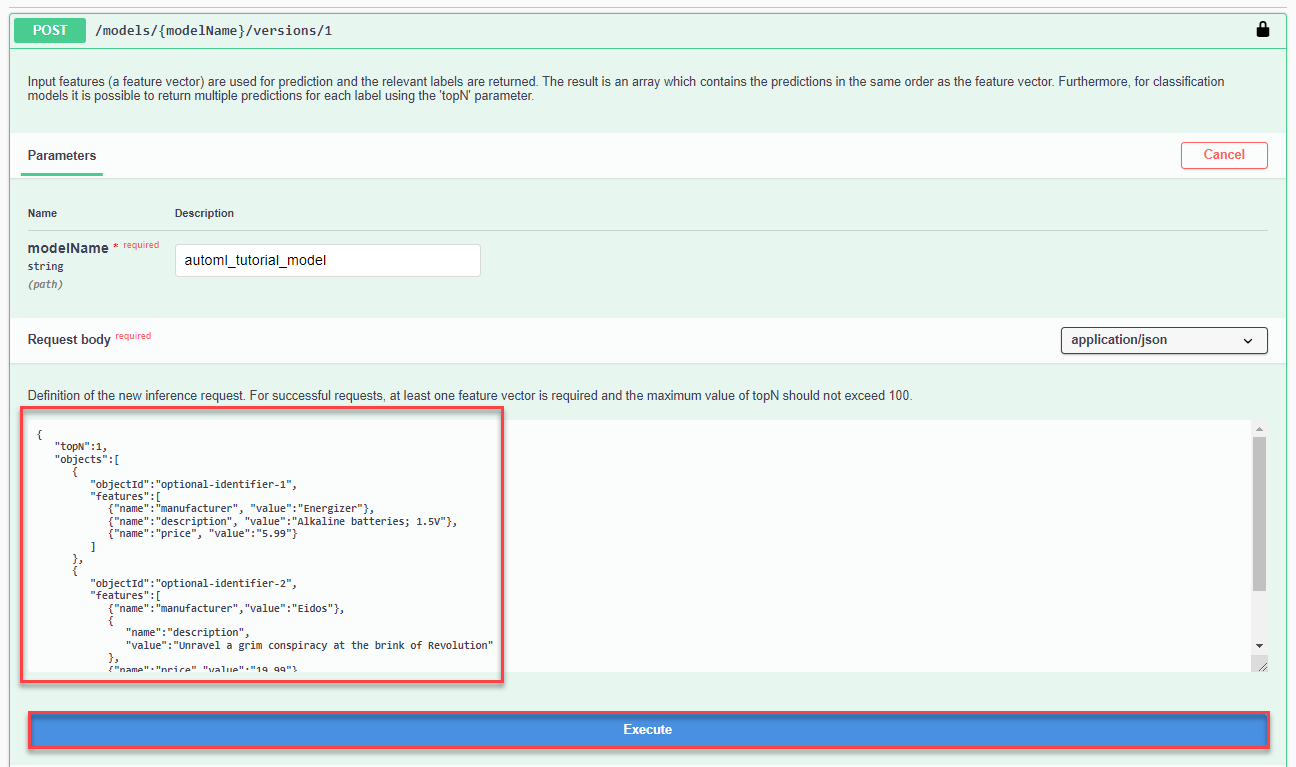 POST /models/{modelName}/versions/1
Input features (a feature vector) are used for prediction and the relevant labels are returned. The result is an array which contains the predictions in the same order as the feature vector. Furthermore, for classification
models it is possible to return multiple predictions for each label using the 'topN' parameter.
Parameters
Cancel
Name Description
modelName * required
string
(path)
automl_tutorial_model
Request body required
application/json
Definition of the new inference request. For successful requests, at least one feature vector is required and the maximum value of topN should not exceed 100.
{
"topN":1,
"objects":[
{
"objectId":"optional-identifier-1",
"features":[
{"name":"manufacturer", "value":"Energizer"},
{"name":"description", "value":"Alkaline batteries; 1.5V"},
{"name":"price", "value":"5.99"}
]
},
{
"objectId":"optional-identifier-2",
"features":[
{"name":"manufacturer","value":"Eidos"},
{
"name":"description",
"value":"Unravel a grim conspiracy at the brink of Revolution"
},
{"name":"price","value":"19.99"}
Execute